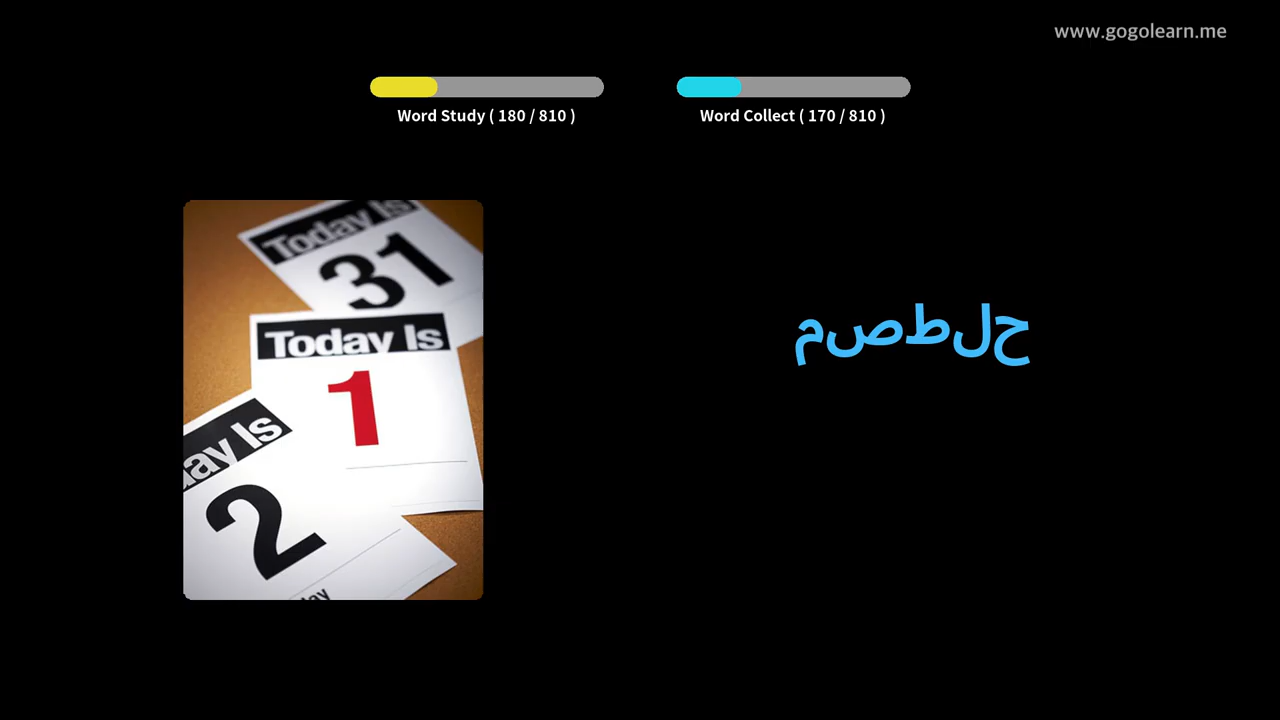 www.gogolearn.me
Word Study ( 180 / 810 )
Word Collect ( 170 / 810 )
Today Is
31
Today Is
1
ay Is
2
مصطلح